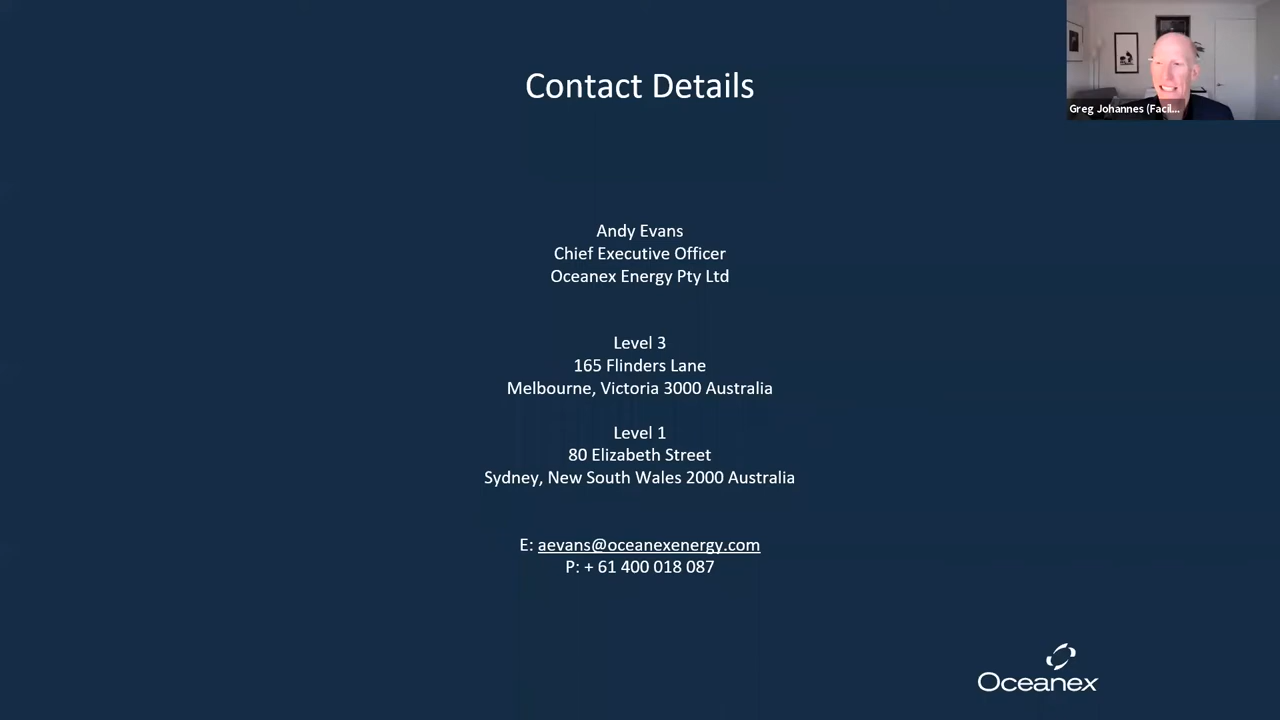 Contact Details
Greg Johannes (Facil...
Andy Evans
Chief Executive Officer
Oceanex Energy Pty Ltd
Level 3
165 Flinders Lane
Melbourne, Victoria 3000 Australia
Level 1
80 Elizabeth Street
Sydney, New South Wales 2000 Australia
E: aevans@oceanexenergy.com
P: + 61 400 018 087
Oceanex